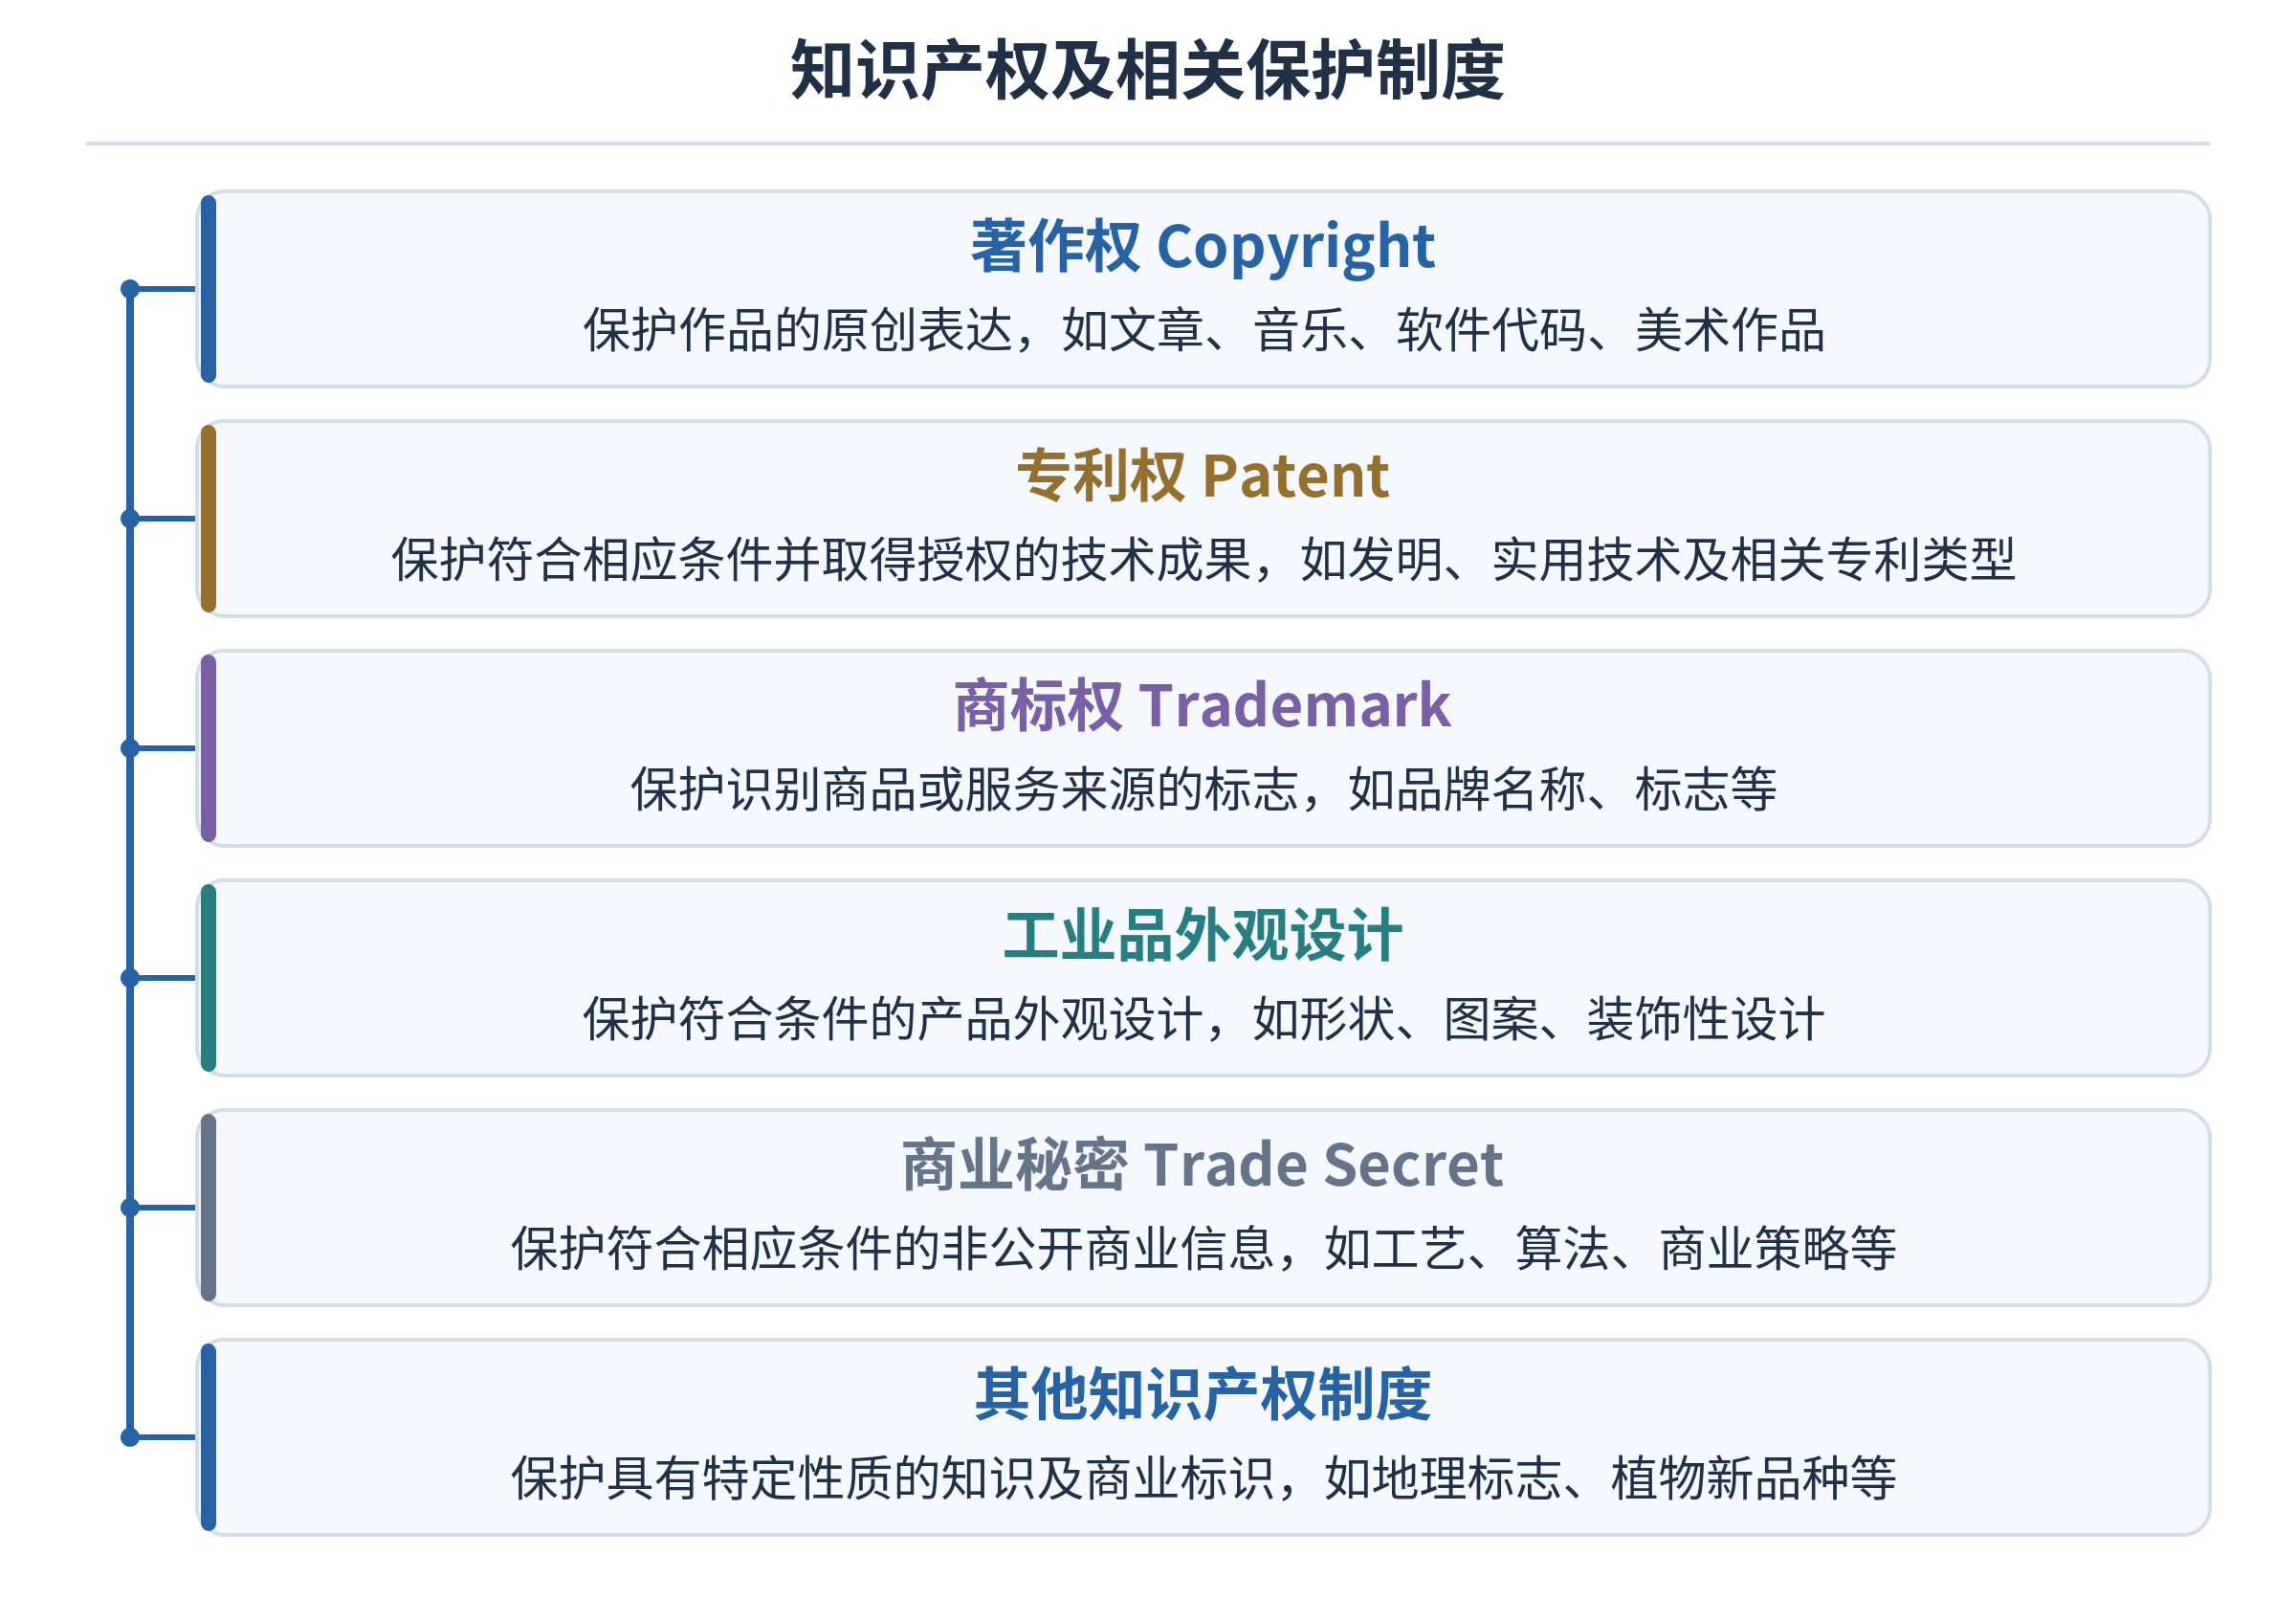 知识产权及相关保护制度
著作权 Copyright
保护作品的原创表达，如文章、音乐、软件代码、美术作品
专利权 Patent
保护符合相应条件并取得授权的技术成果，如发明、实用技术及相关专利类型
商标权 Trademark
保护识别商品或服务来源的标志，如品牌名称、标志等
工业品外观设计
保护符合条件的产品外观设计，如形状、图案、装饰性设计
商业秘密 Trade Secret
保护符合相应条件的非公开商业信息，如工艺、算法、商业策略等
其他知识产权制度
保护具有特定性质的知识及商业标识，如地理标志、植物新品种等